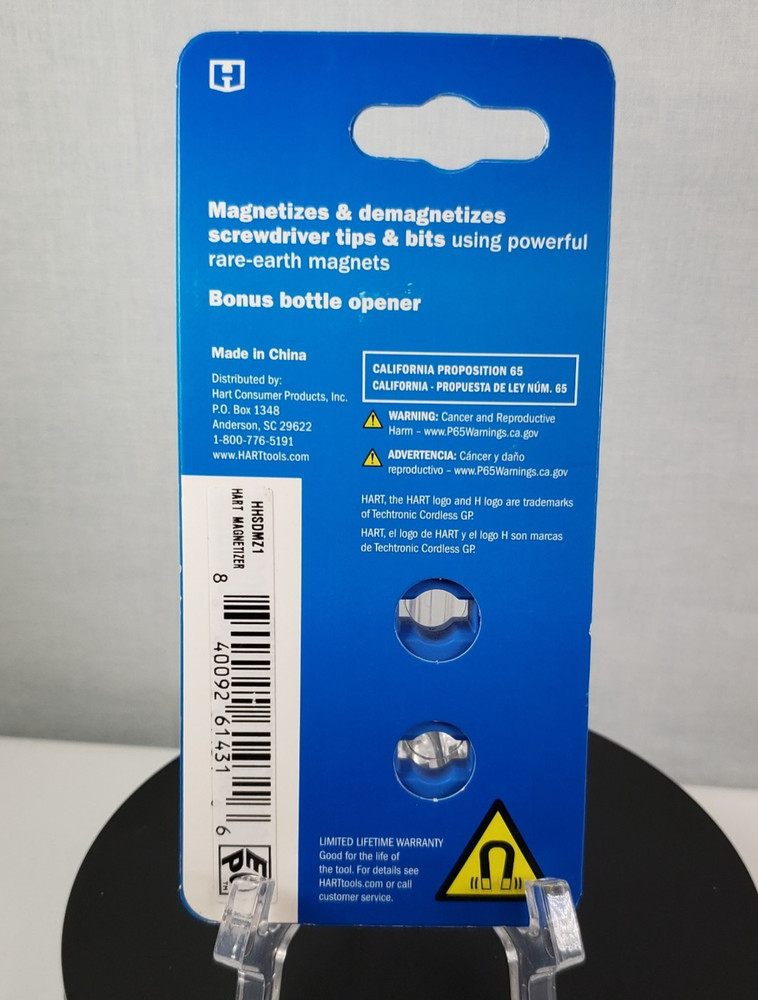 H
Magnetizes & demagnetizes
screwdriver tips & bits using powerful
rare-earth magnets
Bonus bottle opener
Made in China
Distributed by:
Hart Consumer Products, Inc.
P.O. Box 1348
Anderson, SC 29622
1-800-776-5191
www.HARTtools.com
CALIFORNIA PROPOSITION 65
CALIFORNIA - PROPUESTA DE LEY NÚM. 65
WARNING: Cancer and Reproductive
Harm – www.P65Warnings.ca.gov
ADVERTENCIA: Cáncer y daño
reproductivo – www.P65Warnings.ca.gov
HART, the HART logo and H logo are trademarks
of Techtronic Cordless GP.
HART, el logo de HART y el logo H son marcas
de Techtronic Cordless GP.
HHSDMZ1
HART MAGNETIZER
8 40092 61431 6
LIMITED LIFETIME WARRANTY
Good for the life of
the tool. For details see
HARTtools.com or call
customer service.